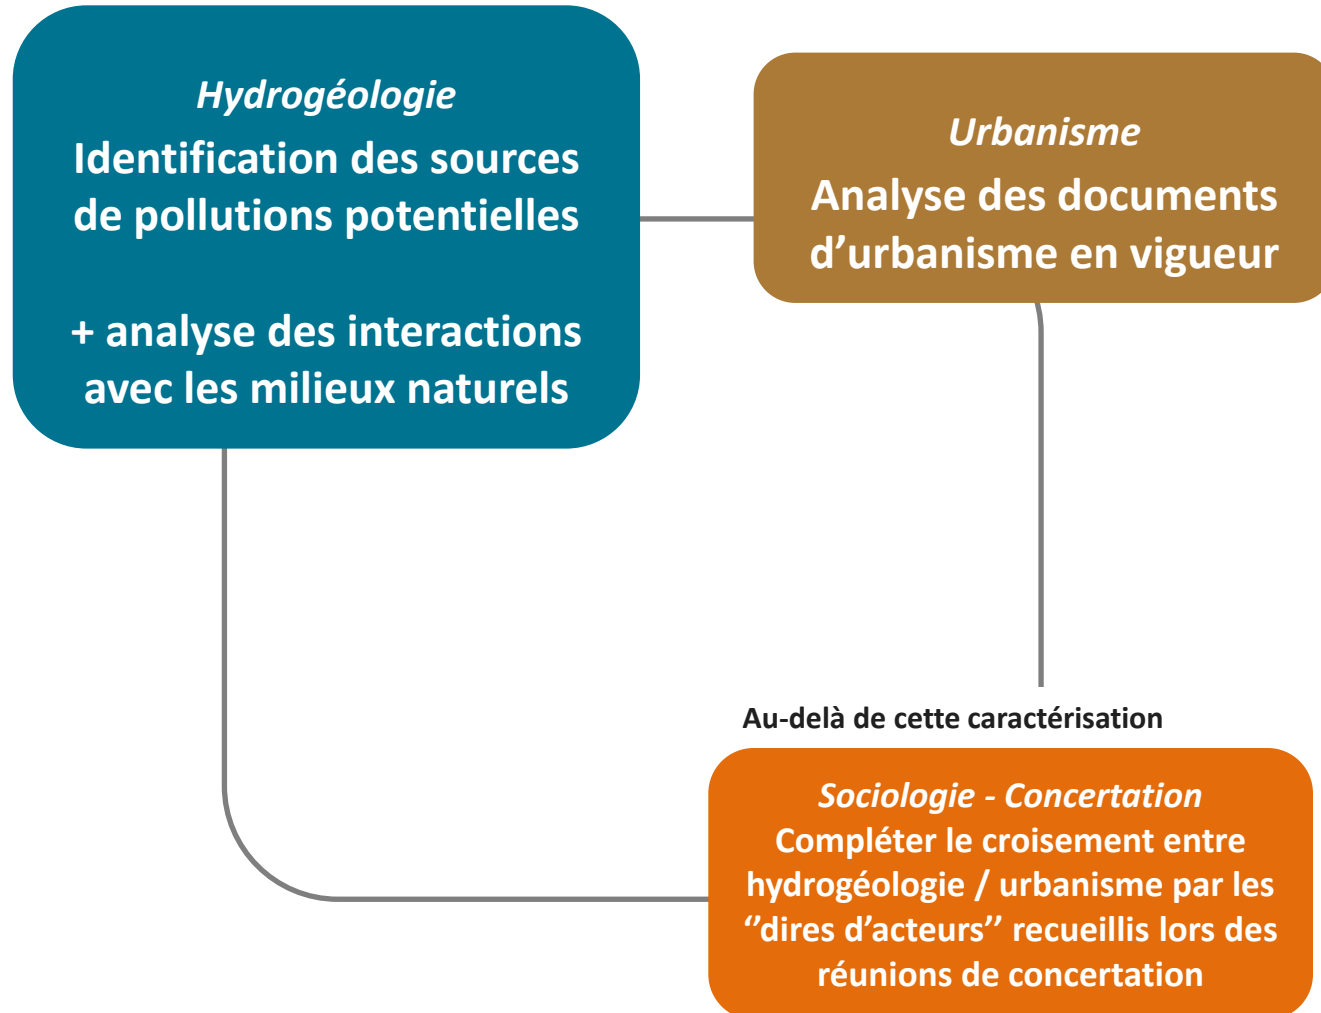 Hydrogéologie
Identification des sources
de pollutions potentielles
+ analyse des interactions
avec les milieux naturels
Urbanisme
Analyse des documents
d’urbanisme en vigueur
Au-delà de cette caractérisation
Sociologie - Concertation
Compléter le croisement entre
hydrogéologie / urbanisme par les
‘’dires d’acteurs’’ recueillis lors des
réunions de concertation